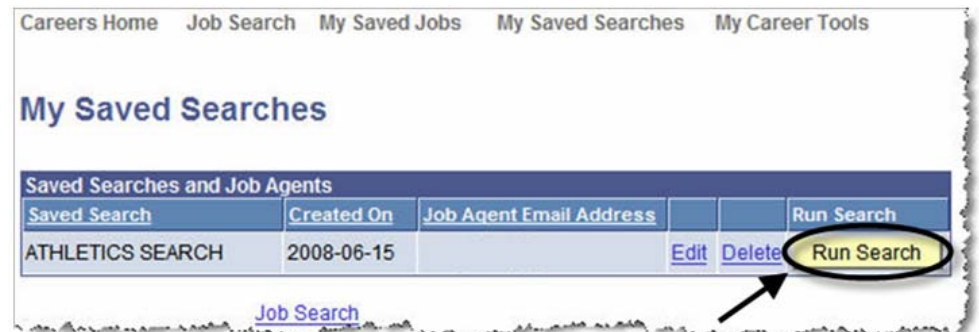 Careers Home Job Search My Saved Jobs My Saved Searches My Career Tools
My Saved Searches
Saved Searches and Job Agents
Saved Search Created On Job Agent Email Address Run Search
ATHLETICS SEARCH 2008-06-15 Edit Delete Run Search
Job Search